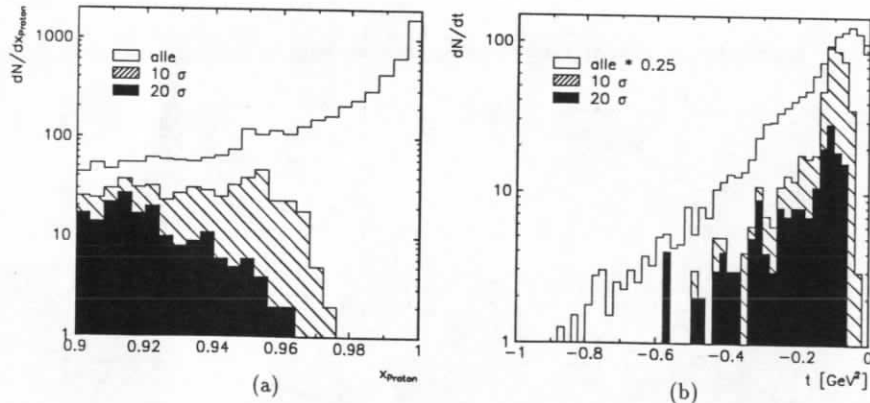 dN/dx_Proton
1000
100
10
1
alle
10 σ
20 σ
0.9 0.92 0.94 0.96 0.98 1
x_Proton
(a)
dN/dt
100
10
1
alle * 0.25
10 σ
20 σ
-1 -0.8 -0.6 -0.4 -0.2 0
t [GeV²]
(b)